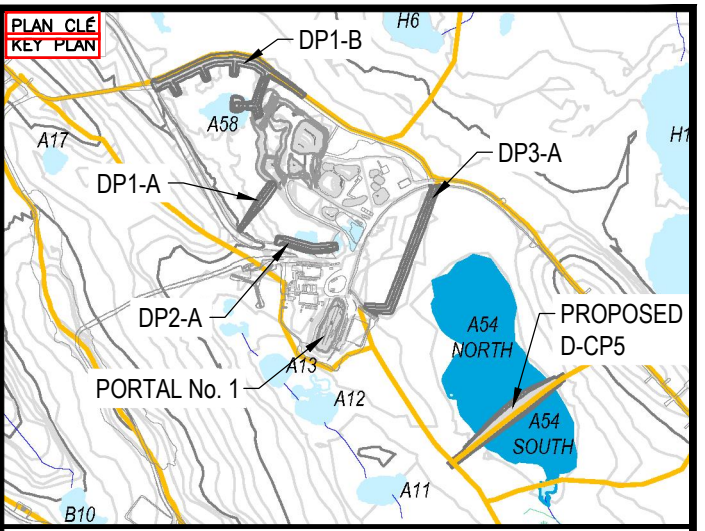 PLAN CLÉ
KEY PLAN
H6
DP1-B
A17
A58
H1
DP1-A
DP3-A
DP2-A
PROPOSED
D-CP5
A54
NORTH
PORTAL No. 1
A13
A12
A54
SOUTH
A11
B10